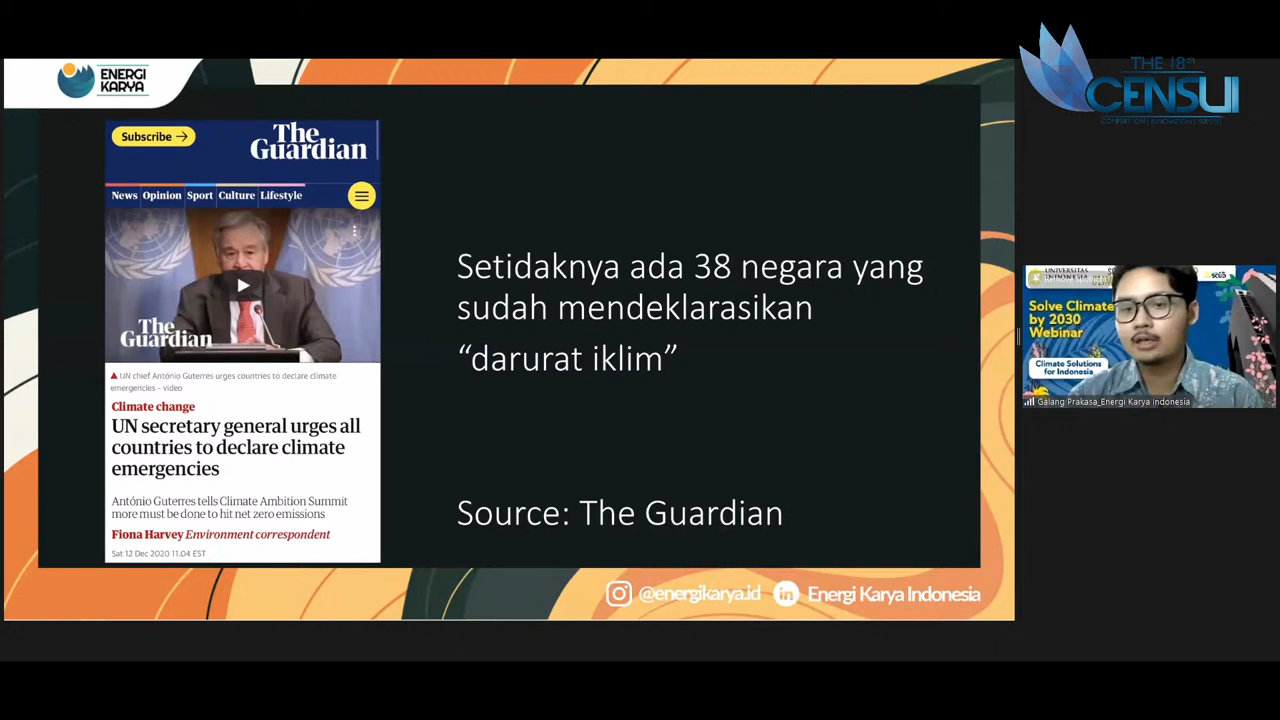 ENERGI
KARYA
THE 18th
CENSUI
Subscribe →
The
Guardian
News Opinion Sport Culture Lifestyle
The
Guardian
UN chief António Guterres urges countries to declare climate
emergencies – video
Climate change
UN secretary general urges all
countries to declare climate
emergencies
António Guterres tells Climate Ambition Summit
more must be done to hit net zero emissions
Fiona Harvey Environment correspondent
Sat 12 Dec 2020 11.04 EST
Setidaknya ada 38 negara yang
sudah mendeklarasikan
“darurat iklim”
Source: The Guardian
@energikarya.id
in
Energi Karya Indonesia
UNIVERSITAS
INDONESIA
Solve Climate
by 2030
Webinar
Climate Solutions
for Indonesia
Galang Prakasa_Energi Karya Indonesia